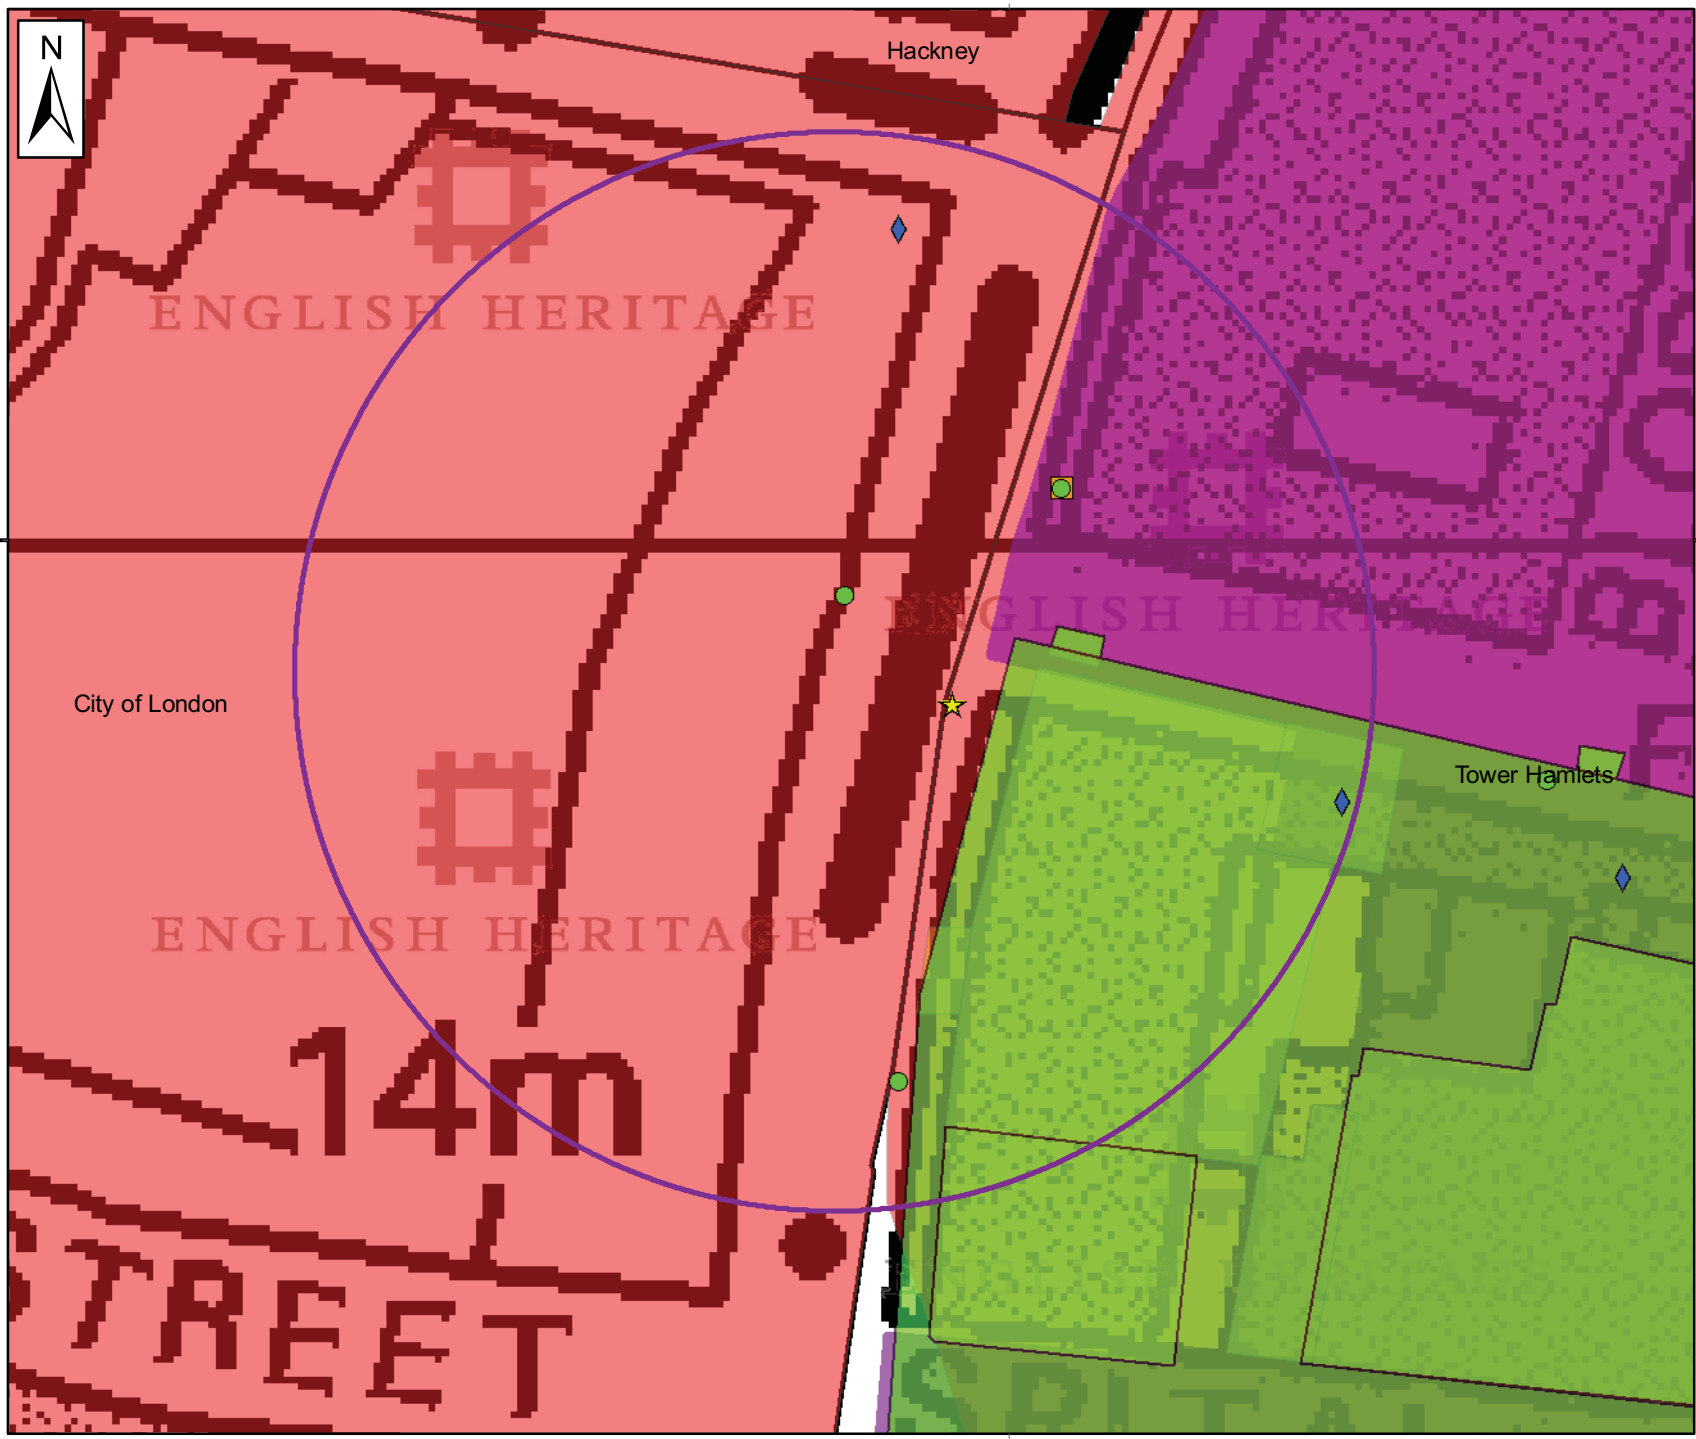 N
Hackney
ENGLISH HERITAGE
ENGLISH HERITAGE
City of London
Tower Hamlets
ENGLISH HERITAGE
14m
STREET